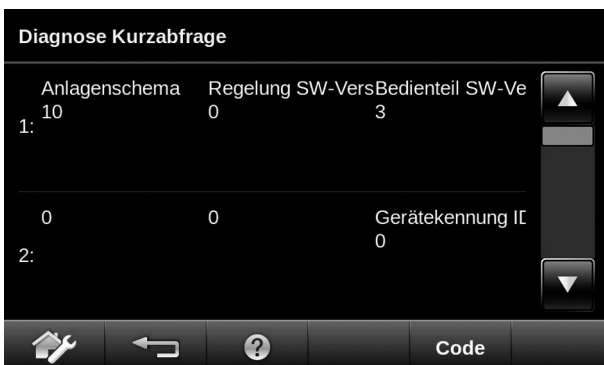 Diagnose Kurzabfrage
Anlagenschema Regelung SW-Vers Bedienteil SW-Ve
1: 10 0 3
0 0 Gerätekennung ID
2: 0
? Code